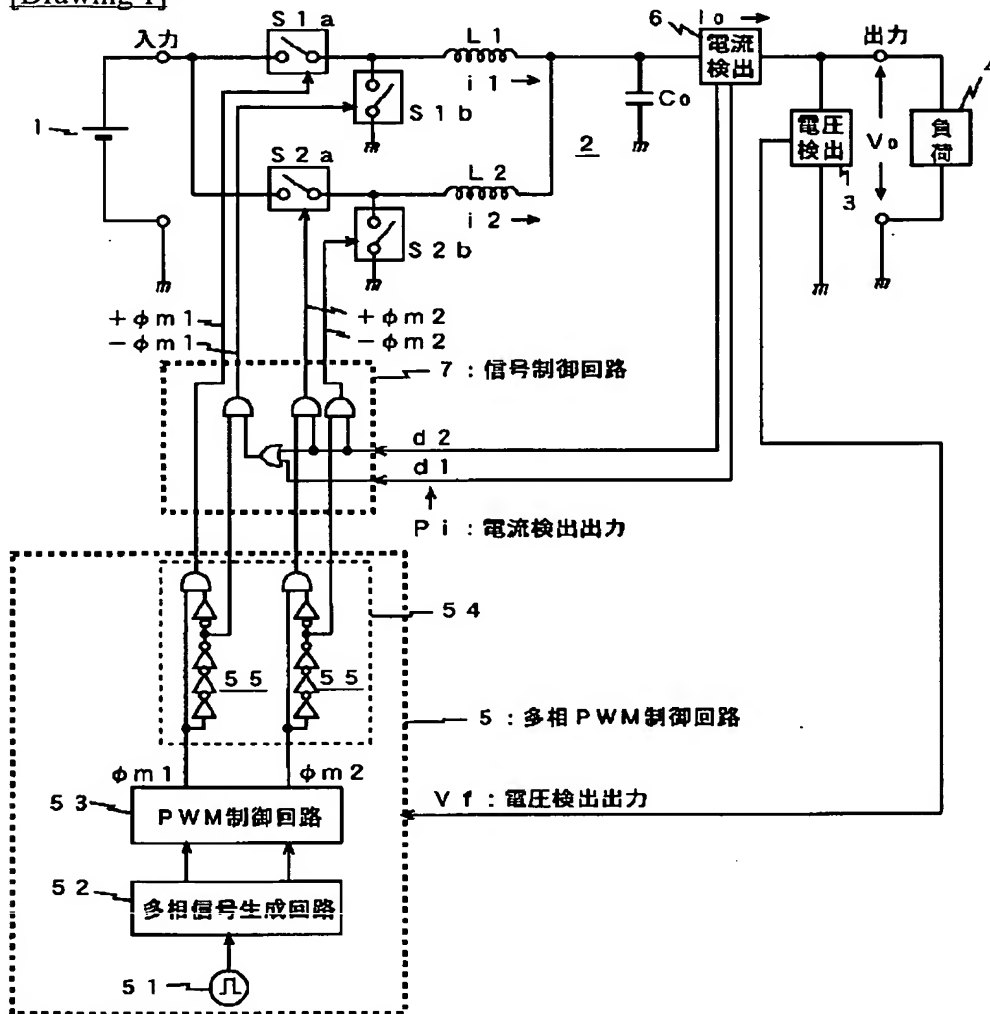 [Drawing 1]
入力
S1a
L1
i1 →
6
Io →
電流
検出
出力
4
1
S1b
Co
2
電圧
検出
3
Vo
負
荷
S2a
L2
i2 →
S2b
+φm1
−φm1
+φm2
−φm2
7：信号制御回路
d2
d1
Pi：電流検出出力
54
55
55
5：多相PWM制御回路
φm1
φm2
53
PWM制御回路
Vf：電圧検出出力
52
多相信号生成回路
51